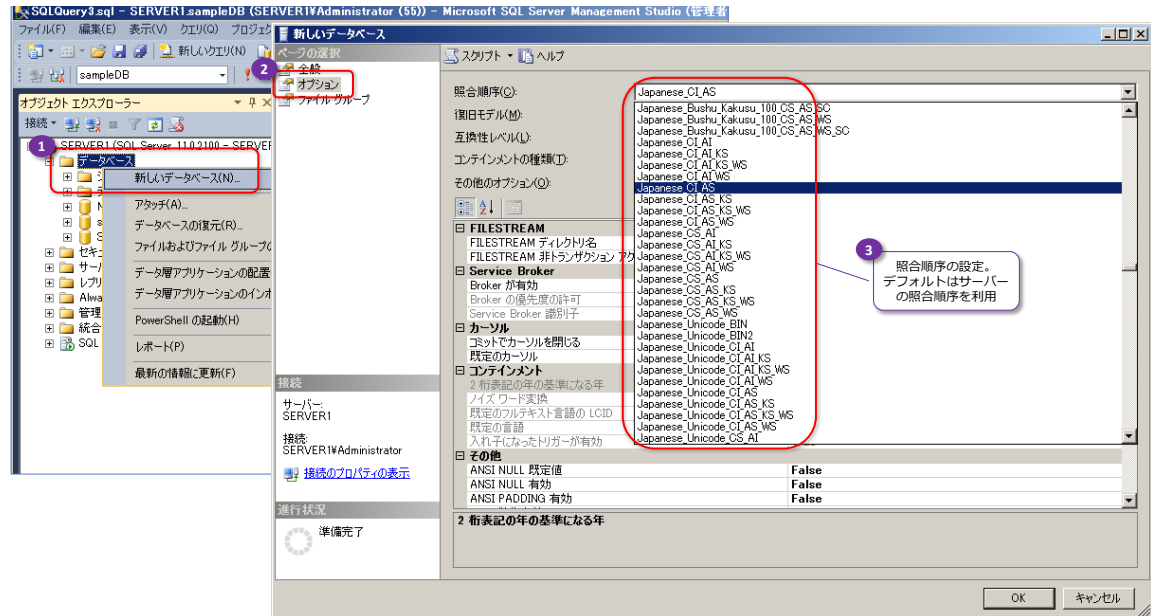 SQLQuery3.sql - SERVER1.sampleDB (SERVER1¥Administrator (55)) - Microsoft SQL Server Management Studio (管理者
ファイル(F) 編集(E) 表示(V) クエリ(Q)
新しいクエリ(N)
sampleDB
オブジェクト エクスプローラー
接続
1
SERVER1 (SQL Server 11.0.2100 - SERVER
データベース
新しいデータベース(N)...
アタッチ(A)...
データベースの復元(R)...
ファイルおよびファイル グループの
データ層アプリケーションの配置
データ層アプリケーションのインポ
PowerShell の起動(H)
レポート(P)
最新の情報に更新(F)
管理
統合
SQL
新しいデータベース
ページの選択
2
全般
オプション
ファイル グループ
接続
サーバー:
SERVER1
接続:
SERVER1¥Administrator
接続のプロパティの表示
進行状況
準備完了
スクリプト ヘルプ
照合順序(C): Japanese_CI_AS
復旧モデル(M):
互換性レベル(L):
コンテインメントの種類(T):
その他のオプション(O):
Japanese_Bushu_Kakusu_100_CS_AS_SC
Japanese_Bushu_Kakusu_100_CS_AS_WS
Japanese_Bushu_Kakusu_100_CS_AS_WS_SC
Japanese_CI_AI
Japanese_CI_AI_KS
Japanese_CI_AI_KS_WS
Japanese_CI_AI_WS
Japanese_CI_AS
Japanese_CI_AS_KS
Japanese_CI_AS_KS_WS
Japanese_CI_AS_WS
Japanese_CS_AI
Japanese_CS_AI_KS
Japanese_CS_AI_KS_WS
Japanese_CS_AI_WS
Japanese_CS_AS
Japanese_CS_AS_KS
Japanese_CS_AS_KS_WS
Japanese_CS_AS_WS
Japanese_Unicode_BIN
Japanese_Unicode_BIN2
Japanese_Unicode_CI_AI
Japanese_Unicode_CI_AI_KS
Japanese_Unicode_CI_AI_KS_WS
Japanese_Unicode_CI_AI_WS
Japanese_Unicode_CI_AS
Japanese_Unicode_CI_AS_KS
Japanese_Unicode_CI_AS_KS_WS
Japanese_Unicode_CI_AS_WS
Japanese_Unicode_CS_AI
FILESTREAM
FILESTREAM ディレクトリ名
FILESTREAM 非トランザクション アク
Service Broker
Broker が有効
Broker の優先度の許可
Service Broker 識別子
カーソル
コミットでカーソルを閉じる
既定のカーソル
コンテインメント
2 桁表記の年の基準になる年
ノイズ ワード変換
既定のフルテキスト言語の LCID
既定の言語
入れ子になったトリガーが有効
その他
ANSI NULL 既定値 False
ANSI NULL 有効 False
ANSI PADDING 有効 False
2 桁表記の年の基準になる年
3
照合順序の設定。
デフォルトはサーバー
の照合順序を利用
OK キャンセル